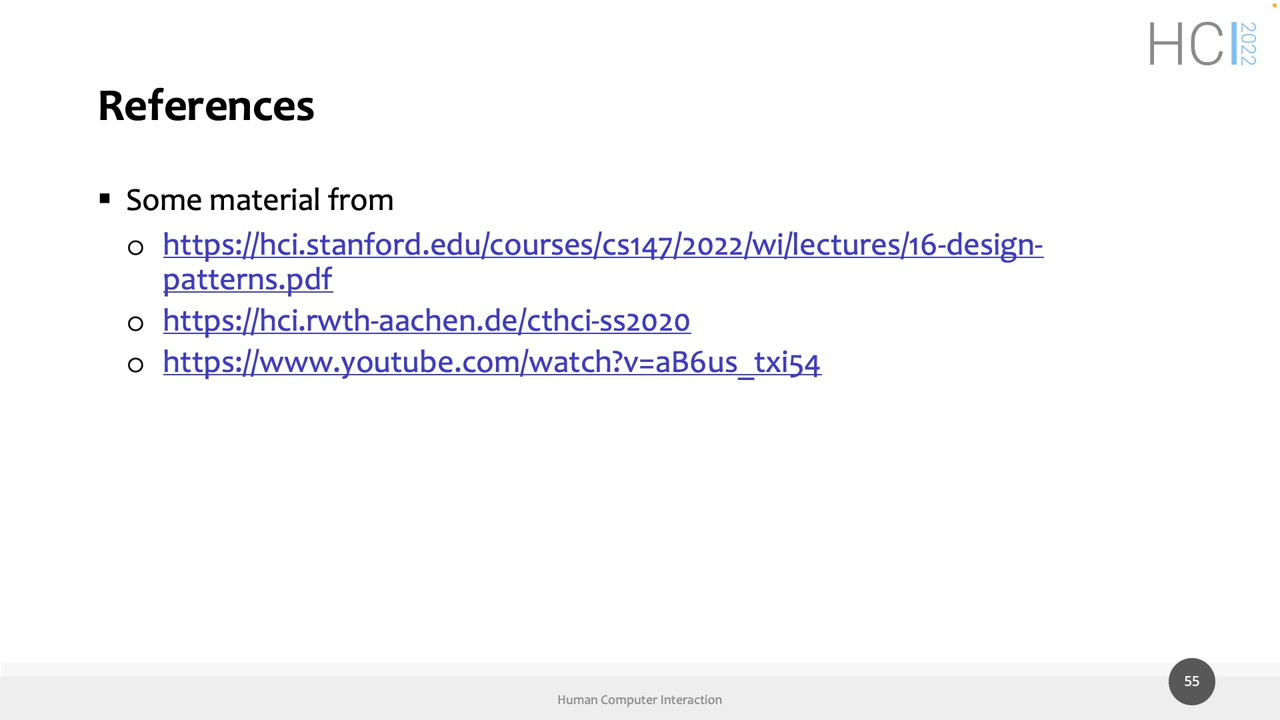 HCI 2022
References
▪ Some material from
o https://hci.stanford.edu/courses/cs147/2022/wi/lectures/16-design-
patterns.pdf
o https://hci.rwth-aachen.de/cthci-ss2020
o https://www.youtube.com/watch?v=aB6us_txi54
Human Computer Interaction
55